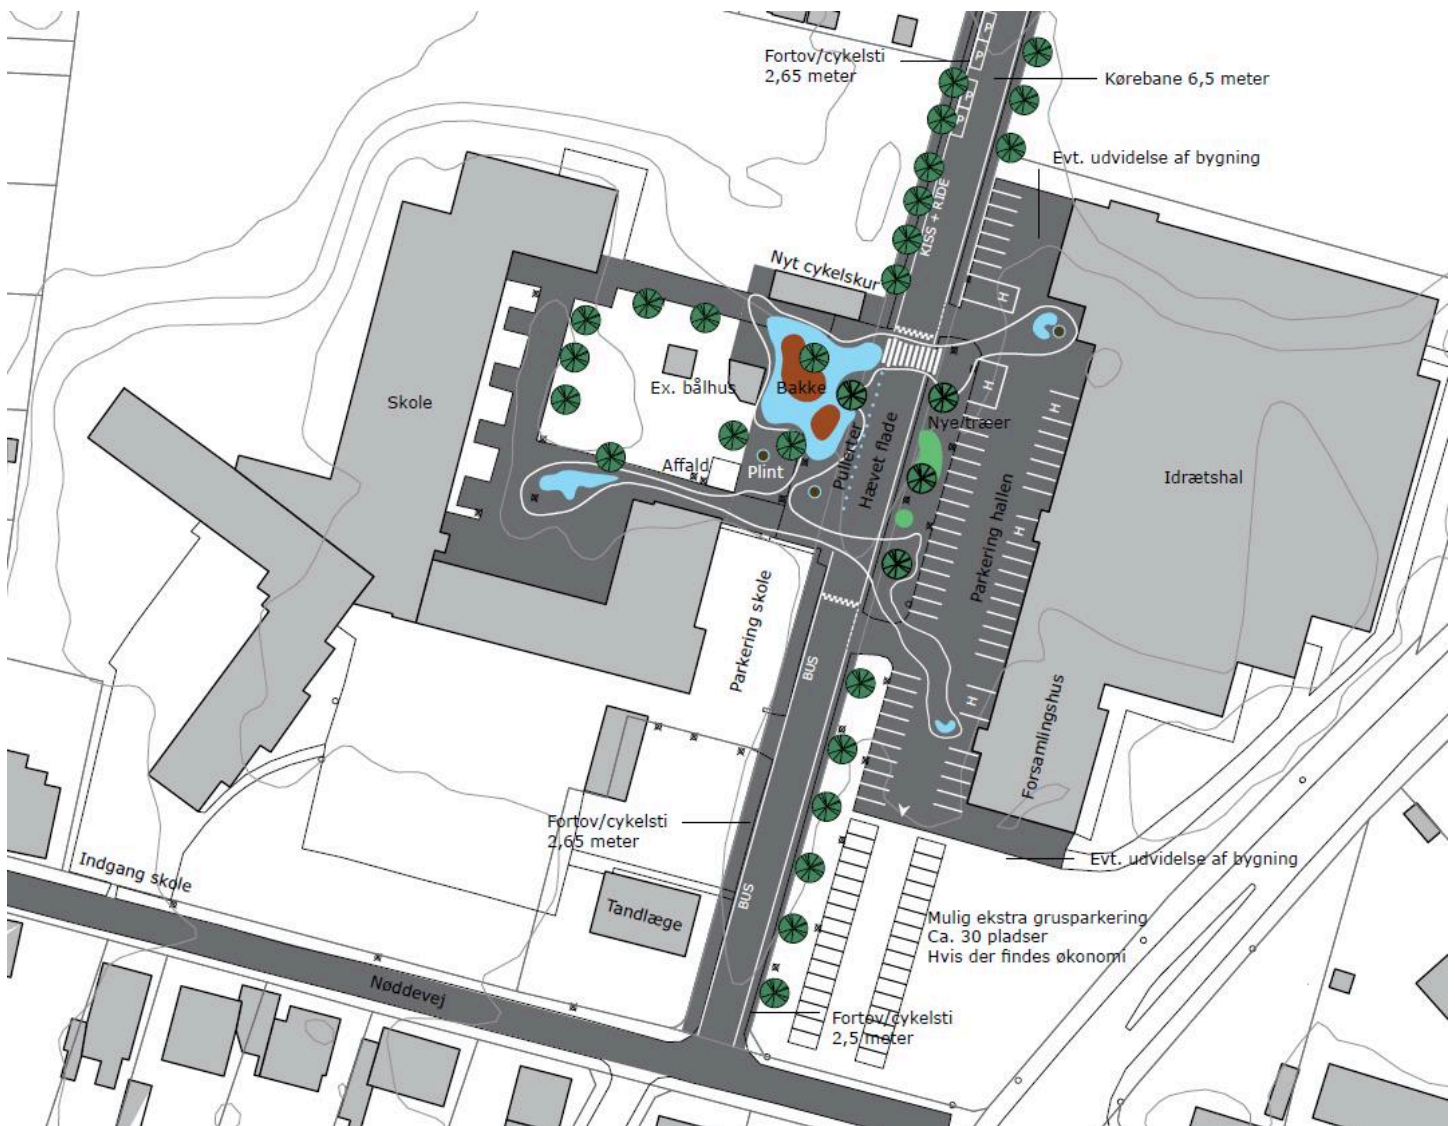 P
P
Fortov/cykelsti
2,65 meter
Kørebane 6,5 meter
P
P
Evt. udvidelse af bygning
KISS + RIDE
Nyt cykelskur
H
Ex. bålhus
Bakke
H
H
Skole
Nye træer
Pullerter
Hævet flade
Affald
Plint
Idrætshal
H
Parkering hallen
Parkering skole
BUS
H
Forsamlingshus
Fortov/cykelsti
2,65 meter
Indgang skole
Evt. udvidelse af bygning
BUS
Tandlæge
Mulig ekstra grusparkering
Ca. 30 pladser
Hvis der findes økonomi
Nøddevej
Fortov/cykelsti
2,5 meter